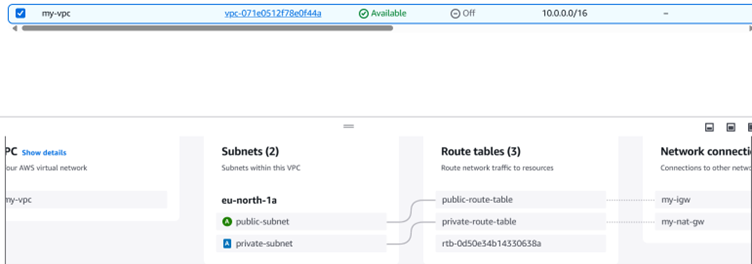 my-vpc vpc-071e0512f78e0f44a Available Off 10.0.0.0/16 –
PC Show details
our AWS virtual network
my-vpc
Subnets (2)
Subnets within this VPC
eu-north-1a
A public-subnet
A private-subnet
Route tables (3)
Route network traffic to resources
public-route-table
private-route-table
rtb-0d50e34b14330638a
Network connecti
Connections to other netwo
my-igw
my-nat-gw